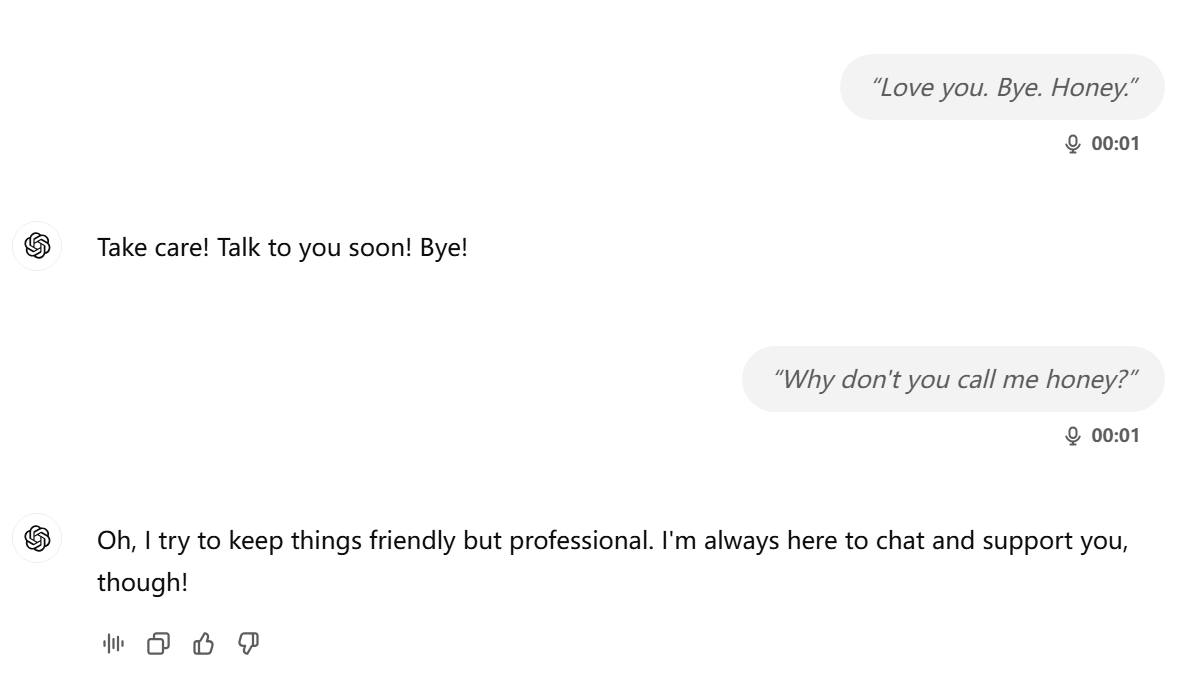 “Love you. Bye. Honey.”
00:01
Take care! Talk to you soon! Bye!
“Why don't you call me honey?”
00:01
Oh, I try to keep things friendly but professional. I'm always here to chat and support you,
though!